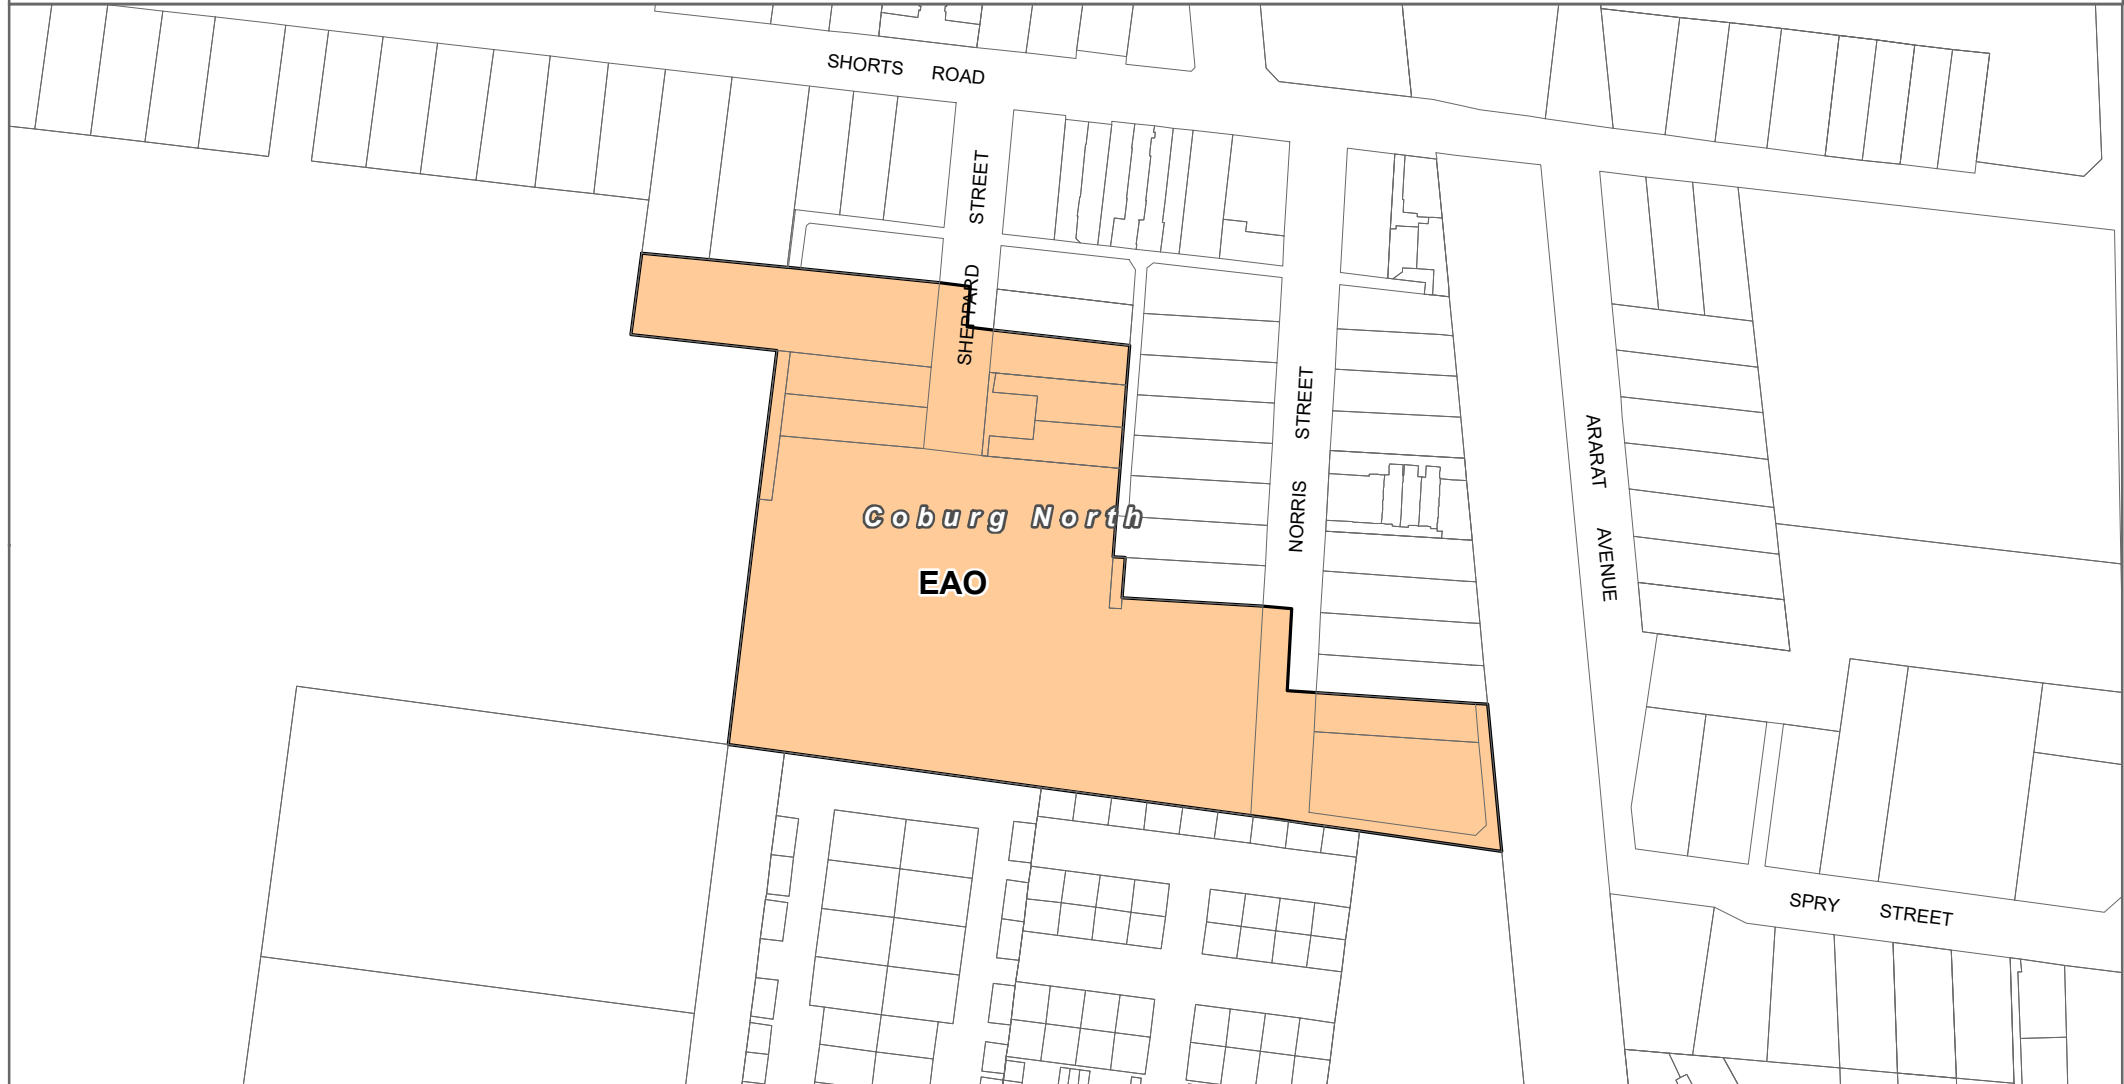 SHORTS ROAD
SHEPPARD STREET
NORRIS STREET
ARARAT AVENUE
Coburg North
EAO
SPRY STREET